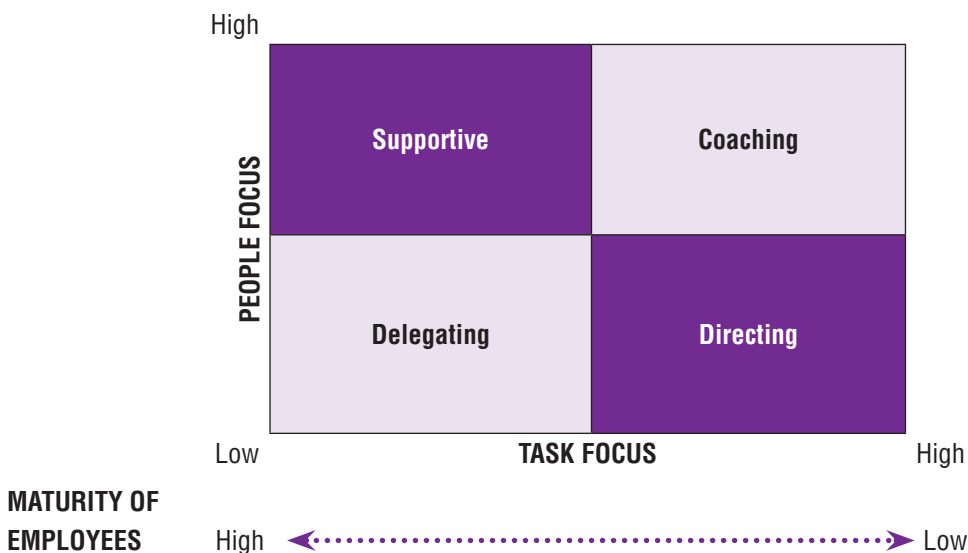 High
Supportive
Coaching
PEOPLE FOCUS
Delegating
Directing
Low
TASK FOCUS
High
MATURITY OF
EMPLOYEES
High
Low